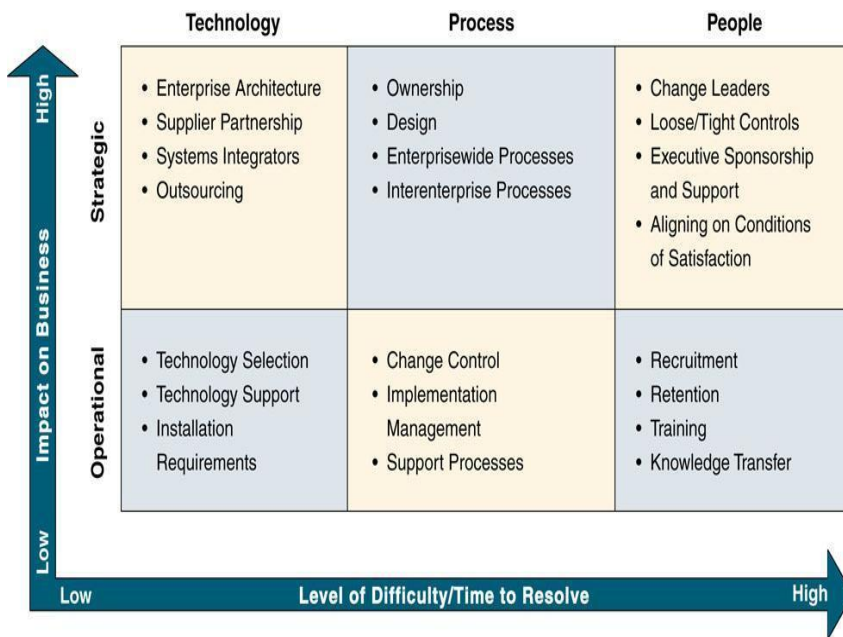 Technology
Process
People
High
Impact on Business
Low
Strategic
• Enterprise Architecture
• Supplier Partnership
• Systems Integrators
• Outsourcing
• Ownership
• Design
• Enterprisewide Processes
• Interenterprise Processes
• Change Leaders
• Loose/Tight Controls
• Executive Sponsorship
and Support
• Aligning on Conditions
of Satisfaction
Operational
• Technology Selection
• Technology Support
• Installation
Requirements
• Change Control
• Implementation
Management
• Support Processes
• Recruitment
• Retention
• Training
• Knowledge Transfer
Low
Level of Difficulty/Time to Resolve
High